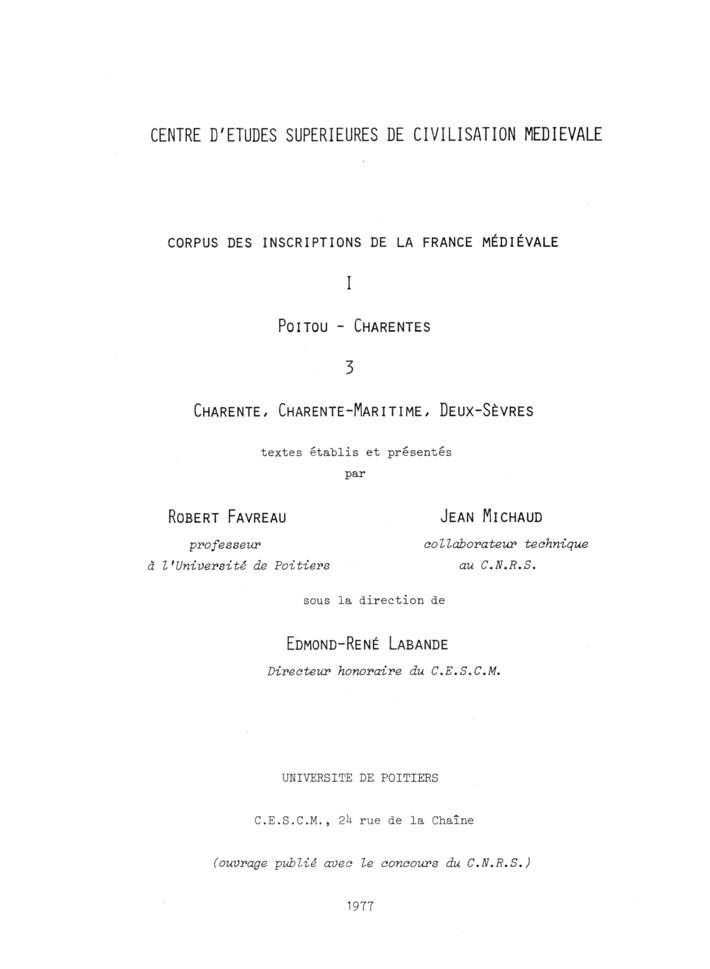 CENTRE D'ETUDES SUPERIEURES DE CIVILISATION MEDIEVALE
CORPUS DES INSCRIPTIONS DE LA FRANCE MÉDIÉVALE
I
POITOU - CHARENTES
3
CHARENTE, CHARENTE-MARITIME, DEUX-SÈVRES
textes établis et présentés
par
ROBERT FAVREAU JEAN MICHAUD
professeur collaborateur technique
à l'Université de Poitiers au C.N.R.S.
sous la direction de
EDMOND-RENÉ LABANDE
Directeur honoraire du C.E.S.C.M.
UNIVERSITE DE POITIERS
C.E.S.C.M., 24 rue de la Chaîne
(ouvrage publié avec le concours du C.N.R.S.)
1977